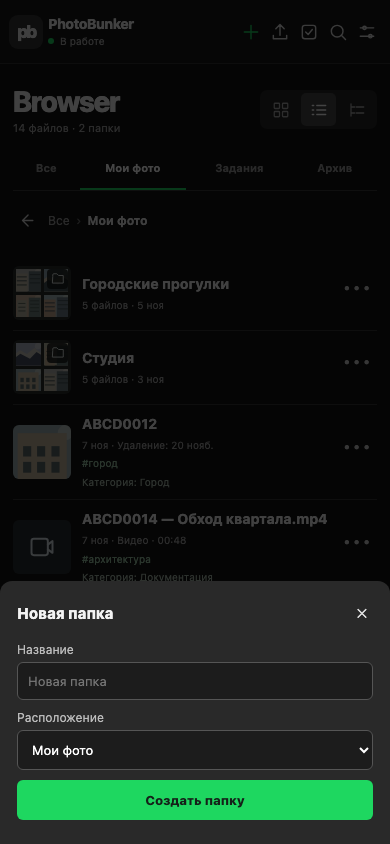 pb
PhotoBunker
В работе
Browser
14 файлов · 2 папки
Все
Мои фото
Задания
Архив
Все › Мои фото
Городские прогулки
5 файлов · 5 ноя
Студия
5 файлов · 3 ноя
ABCD0012
7 ноя · Удаление: 20 нояб.
#город
Категория: Город
ABCD0014 — Обход квартала.mp4
7 ноя · Видео · 00:48
#архитектура
Категория: Документация
Новая папка
Название
Новая папка
Расположение
Мои фото
Создать папку